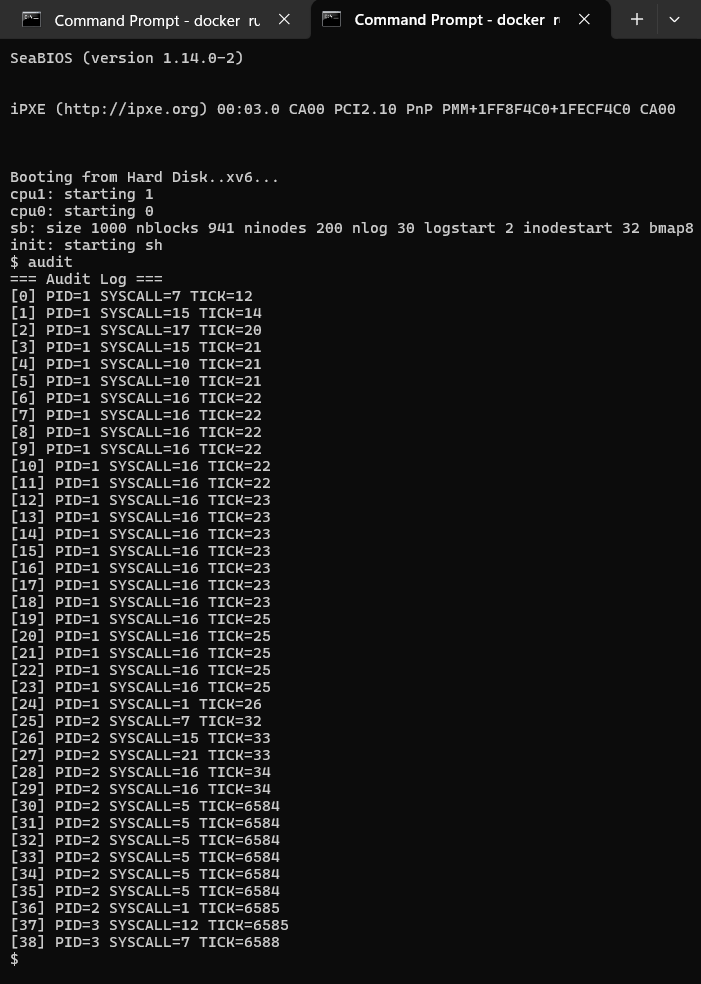 Command Prompt - docker ru
Command Prompt - docker r
SeaBIOS (version 1.14.0-2)
iPXE (http://ipxe.org) 00:03.0 CA00 PCI2.10 PnP PMM+1FF8F4C0+1FECF4C0 CA00
Booting from Hard Disk..xv6...
cpu1: starting 1
cpu0: starting 0
sb: size 1000 nblocks 941 ninodes 200 nlog 30 logstart 2 inodestart 32 bmap8
init: starting sh
$ audit
=== Audit Log ===
[0] PID=1 SYSCALL=7 TICK=12
[1] PID=1 SYSCALL=15 TICK=14
[2] PID=1 SYSCALL=17 TICK=20
[3] PID=1 SYSCALL=15 TICK=21
[4] PID=1 SYSCALL=10 TICK=21
[5] PID=1 SYSCALL=10 TICK=21
[6] PID=1 SYSCALL=16 TICK=22
[7] PID=1 SYSCALL=16 TICK=22
[8] PID=1 SYSCALL=16 TICK=22
[9] PID=1 SYSCALL=16 TICK=22
[10] PID=1 SYSCALL=16 TICK=22
[11] PID=1 SYSCALL=16 TICK=22
[12] PID=1 SYSCALL=16 TICK=23
[13] PID=1 SYSCALL=16 TICK=23
[14] PID=1 SYSCALL=16 TICK=23
[15] PID=1 SYSCALL=16 TICK=23
[16] PID=1 SYSCALL=16 TICK=23
[17] PID=1 SYSCALL=16 TICK=23
[18] PID=1 SYSCALL=16 TICK=23
[19] PID=1 SYSCALL=16 TICK=25
[20] PID=1 SYSCALL=16 TICK=25
[21] PID=1 SYSCALL=16 TICK=25
[22] PID=1 SYSCALL=16 TICK=25
[23] PID=1 SYSCALL=16 TICK=25
[24] PID=1 SYSCALL=1 TICK=26
[25] PID=2 SYSCALL=7 TICK=32
[26] PID=2 SYSCALL=15 TICK=33
[27] PID=2 SYSCALL=21 TICK=33
[28] PID=2 SYSCALL=16 TICK=34
[29] PID=2 SYSCALL=16 TICK=34
[30] PID=2 SYSCALL=5 TICK=6584
[31] PID=2 SYSCALL=5 TICK=6584
[32] PID=2 SYSCALL=5 TICK=6584
[33] PID=2 SYSCALL=5 TICK=6584
[34] PID=2 SYSCALL=5 TICK=6584
[35] PID=2 SYSCALL=5 TICK=6584
[36] PID=2 SYSCALL=1 TICK=6585
[37] PID=3 SYSCALL=12 TICK=6585
[38] PID=3 SYSCALL=7 TICK=6588
$